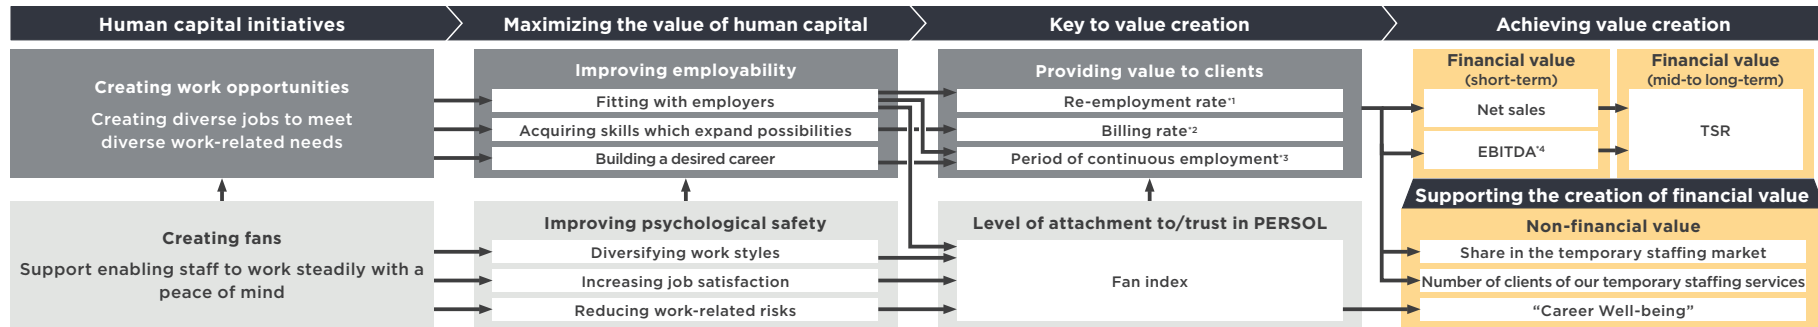 Human capital initiatives
Maximizing the value of human capital
Key to value creation
Achieving value creation
Creating work opportunities
Creating diverse jobs to meet
diverse work-related needs
Improving employability
Fitting with employers
Acquiring skills which expand possibilities
Building a desired career
Providing value to clients
Re-employment rate*1
Billing rate*2
Period of continuous employment*3
Financial value
(short-term)
Net sales
EBITDA*4
Financial value
(mid-to long-term)
TSR
Supporting the creation of financial value
Creating fans
Support enabling staff to work steadily with a
peace of mind
Improving psychological safety
Diversifying work styles
Increasing job satisfaction
Reducing work-related risks
Level of attachment to/trust in PERSOL
Fan index
Non-financial value
Share in the temporary staffing market
Number of clients of our temporary staffing services
“Career Well-being”